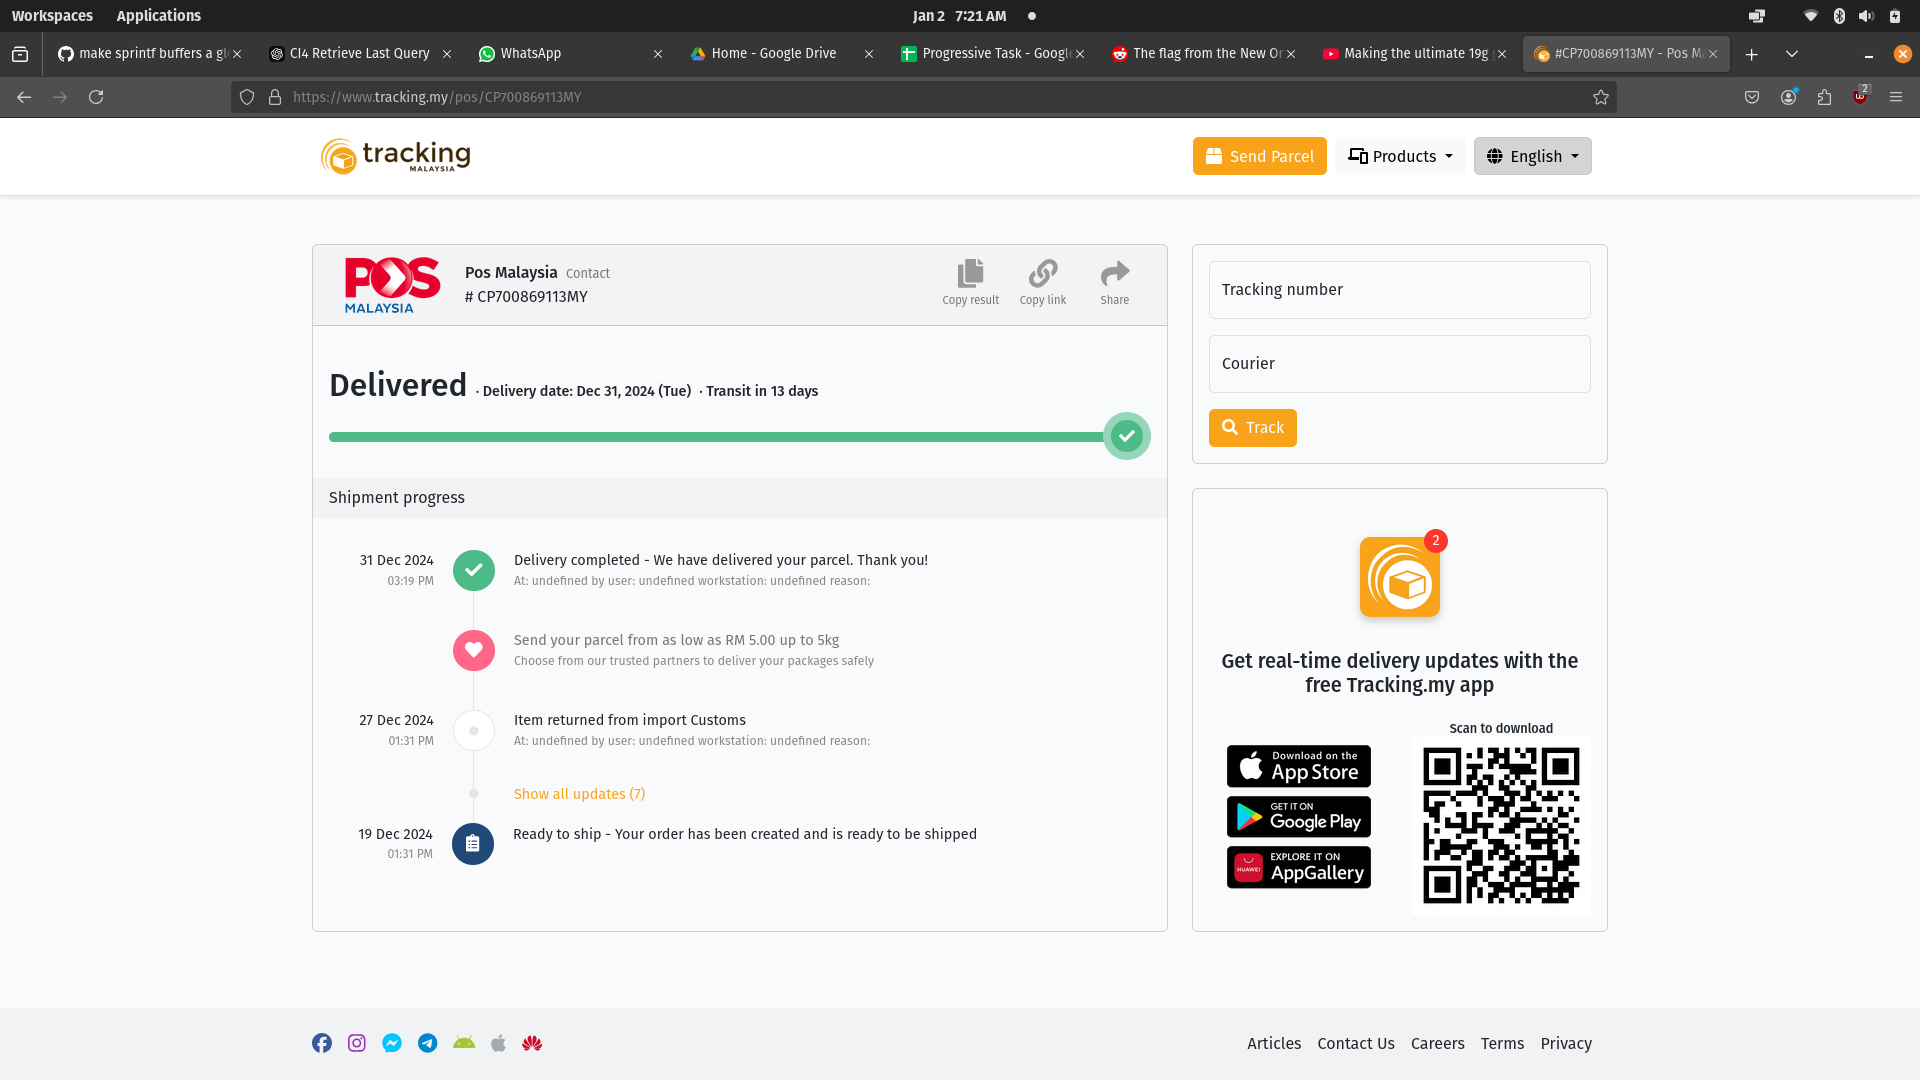 Workspaces Applications Jan 2 7:21 AM
make sprintf buffers a gl CI4 Retrieve Last Query WhatsApp Home - Google Drive Progressive Task - Google The flag from the New Or Making the ultimate 19g #CP700869113MY - Pos Ma
https://www.tracking.my/pos/CP700869113MY 2
tracking
MALAYSIA
Send Parcel Products English
POS
MALAYSIA
Pos Malaysia Contact
# CP700869113MY
Copy result Copy link Share
Delivered · Delivery date: Dec 31, 2024 (Tue) · Transit in 13 days
Shipment progress
31 Dec 2024 Delivery completed - We have delivered your parcel. Thank you!
03:19 PM At: undefined by user: undefined workstation: undefined reason:
Send your parcel from as low as RM 5.00 up to 5kg
Choose from our trusted partners to deliver your packages safely
27 Dec 2024 Item returned from import Customs
01:31 PM At: undefined by user: undefined workstation: undefined reason:
Show all updates (7)
19 Dec 2024 Ready to ship - Your order has been created and is ready to be shipped
01:31 PM
Tracking number
Courier
Track
2
Get real-time delivery updates with the
free Tracking.my app
Scan to download
Download on the
App Store
GET IT ON
Google Play
HUAWEI
EXPLORE IT ON
AppGallery
Articles Contact Us Careers Terms Privacy